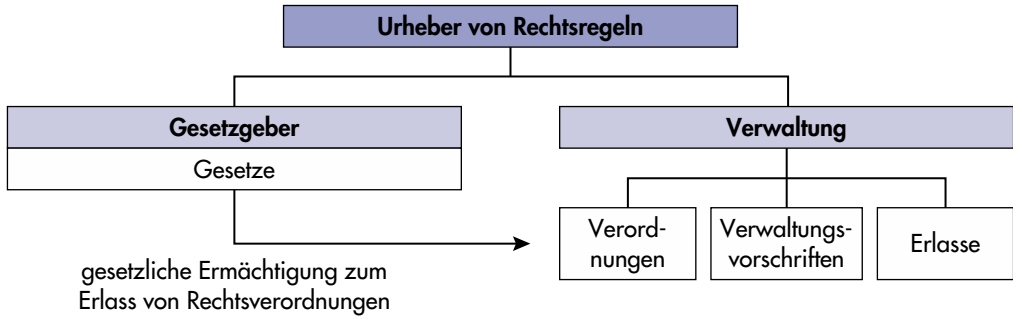 Urheber von Rechtsregeln
Gesetzgeber
Gesetze
gesetzliche Ermächtigung zum
Erlass von Rechtsverordnungen
Verwaltung
Verord-
nungen
Verwaltungs-
vorschriften
Erlasse